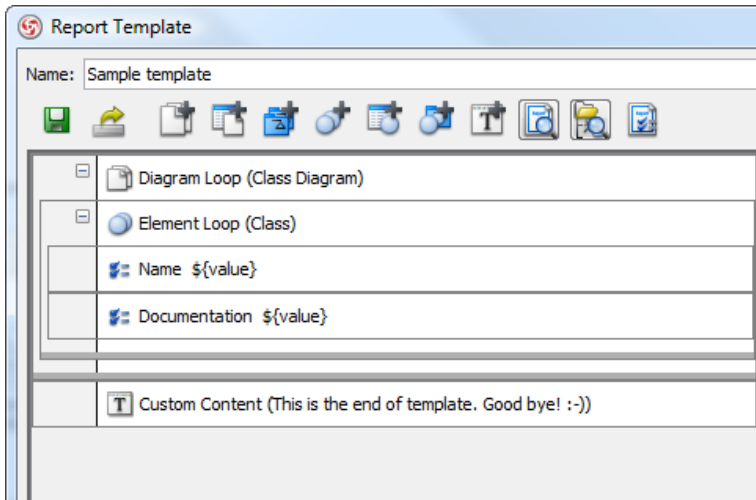 Report Template
Name: Sample template
Diagram Loop (Class Diagram)
Element Loop (Class)
Name ${value}
Documentation ${value}
T Custom Content (This is the end of template. Good bye! :-))